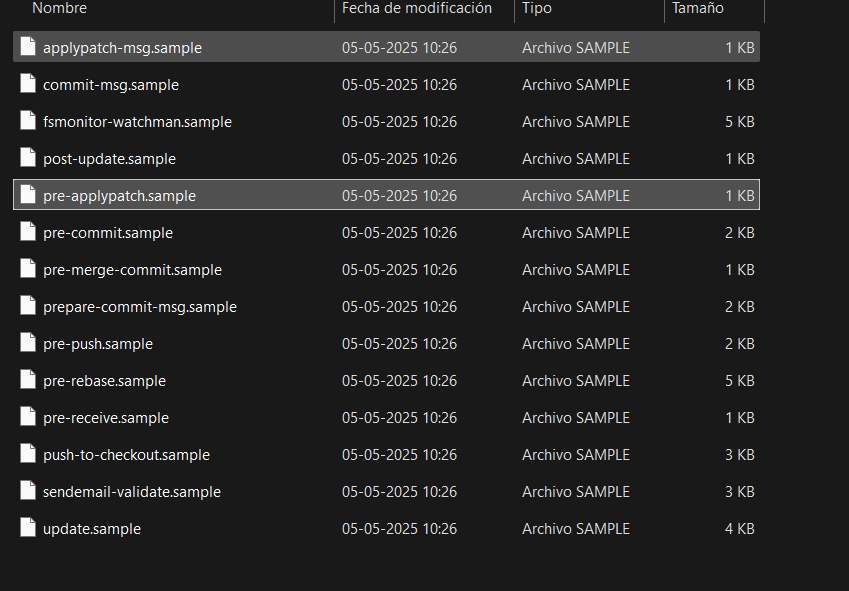 Nombre Fecha de modificación Tipo Tamaño
applypatch-msg.sample 05-05-2025 10:26 Archivo SAMPLE 1 KB
commit-msg.sample 05-05-2025 10:26 Archivo SAMPLE 1 KB
fsmonitor-watchman.sample 05-05-2025 10:26 Archivo SAMPLE 5 KB
post-update.sample 05-05-2025 10:26 Archivo SAMPLE 1 KB
pre-applypatch.sample 05-05-2025 10:26 Archivo SAMPLE 1 KB
pre-commit.sample 05-05-2025 10:26 Archivo SAMPLE 2 KB
pre-merge-commit.sample 05-05-2025 10:26 Archivo SAMPLE 1 KB
prepare-commit-msg.sample 05-05-2025 10:26 Archivo SAMPLE 2 KB
pre-push.sample 05-05-2025 10:26 Archivo SAMPLE 2 KB
pre-rebase.sample 05-05-2025 10:26 Archivo SAMPLE 5 KB
pre-receive.sample 05-05-2025 10:26 Archivo SAMPLE 1 KB
push-to-checkout.sample 05-05-2025 10:26 Archivo SAMPLE 3 KB
sendemail-validate.sample 05-05-2025 10:26 Archivo SAMPLE 3 KB
update.sample 05-05-2025 10:26 Archivo SAMPLE 4 KB